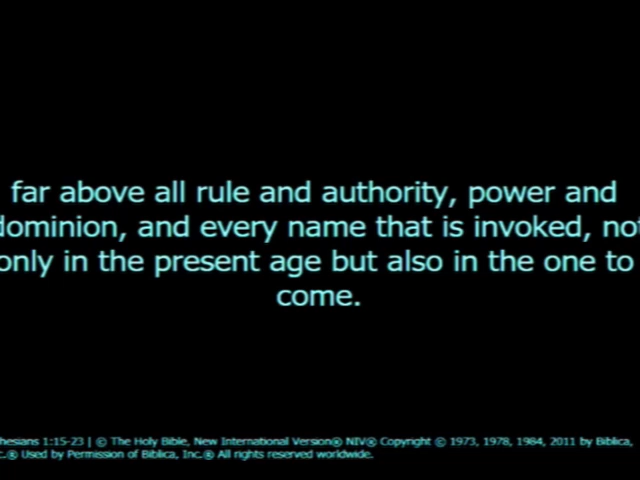 far above all rule and authority, power and
dominion, and every name that is invoked, not
only in the present age but also in the one to
come.
hesians 1:15-23 | © The Holy Bible, New International Version® NIV® Copyright © 1973, 1978, 1984, 2011 by Biblica,
c.® Used by Permission of Biblica, Inc.® All rights reserved worldwide.